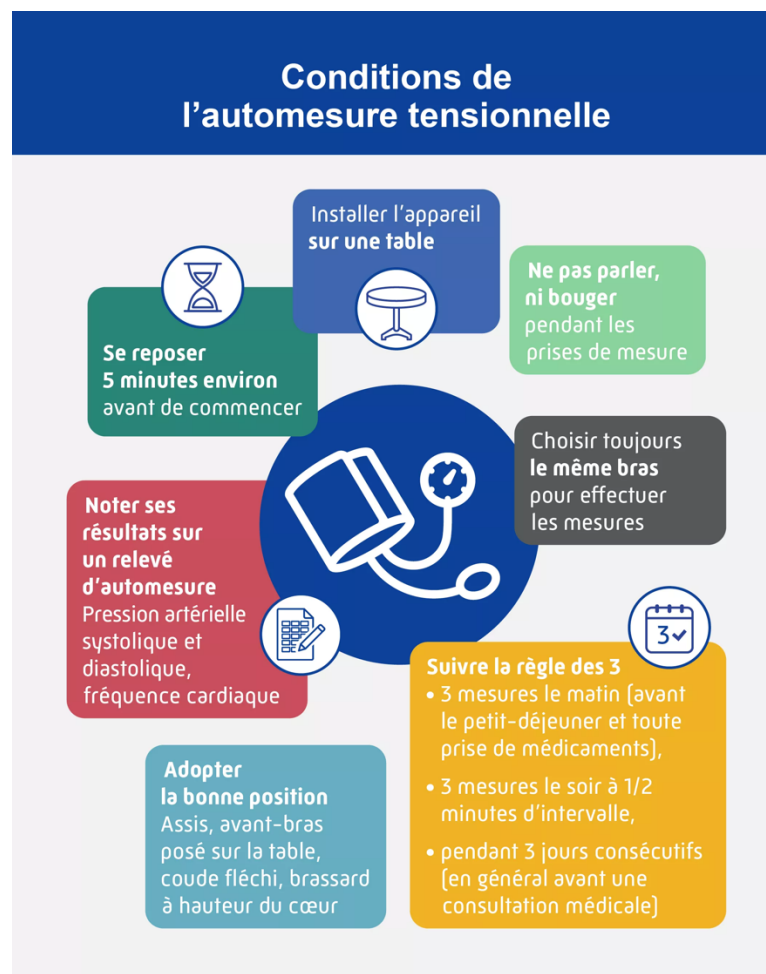 Conditions de
l’automesure tensionnelle
Installer l’appareil
sur une table
Ne pas parler,
ni bouger
pendant les
prises de mesure
Se reposer
5 minutes environ
avant de commencer
Choisir toujours
le même bras
pour effectuer
les mesures
Noter ses
résultats sur
un relevé
d’automesure
Pression artérielle
systolique et
diastolique,
fréquence cardiaque
3
Suivre la règle des 3
• 3 mesures le matin (avant
le petit-déjeuner et toute
prise de médicaments),
• 3 mesures le soir à 1/2
minutes d’intervalle,
• pendant 3 jours consécutifs
(en général avant une
consultation médicale)
Adopter
la bonne position
Assis, avant-bras
posé sur la table,
coude fléchi, brassard
à hauteur du cœur